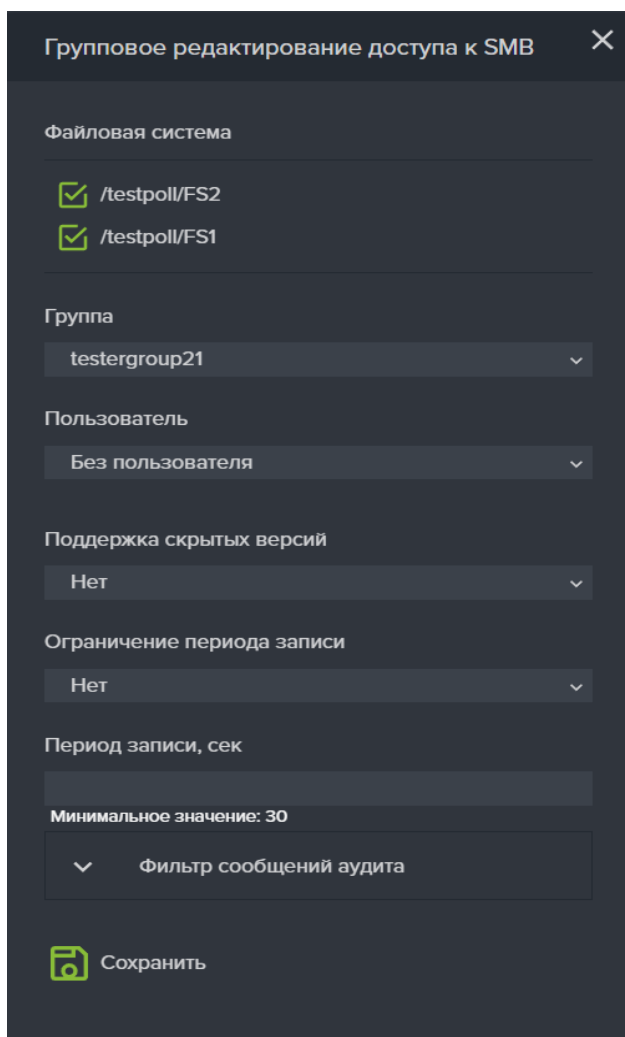 Групповое редактирование доступа к SMB
Файловая система
/testpoll/FS2
/testpoll/FS1
Группа
testergroup21
Пользователь
Без пользователя
Поддержка скрытых версий
Нет
Ограничение периода записи
Нет
Период записи, сек
Минимальное значение: 30
Фильтр сообщений аудита
Сохранить